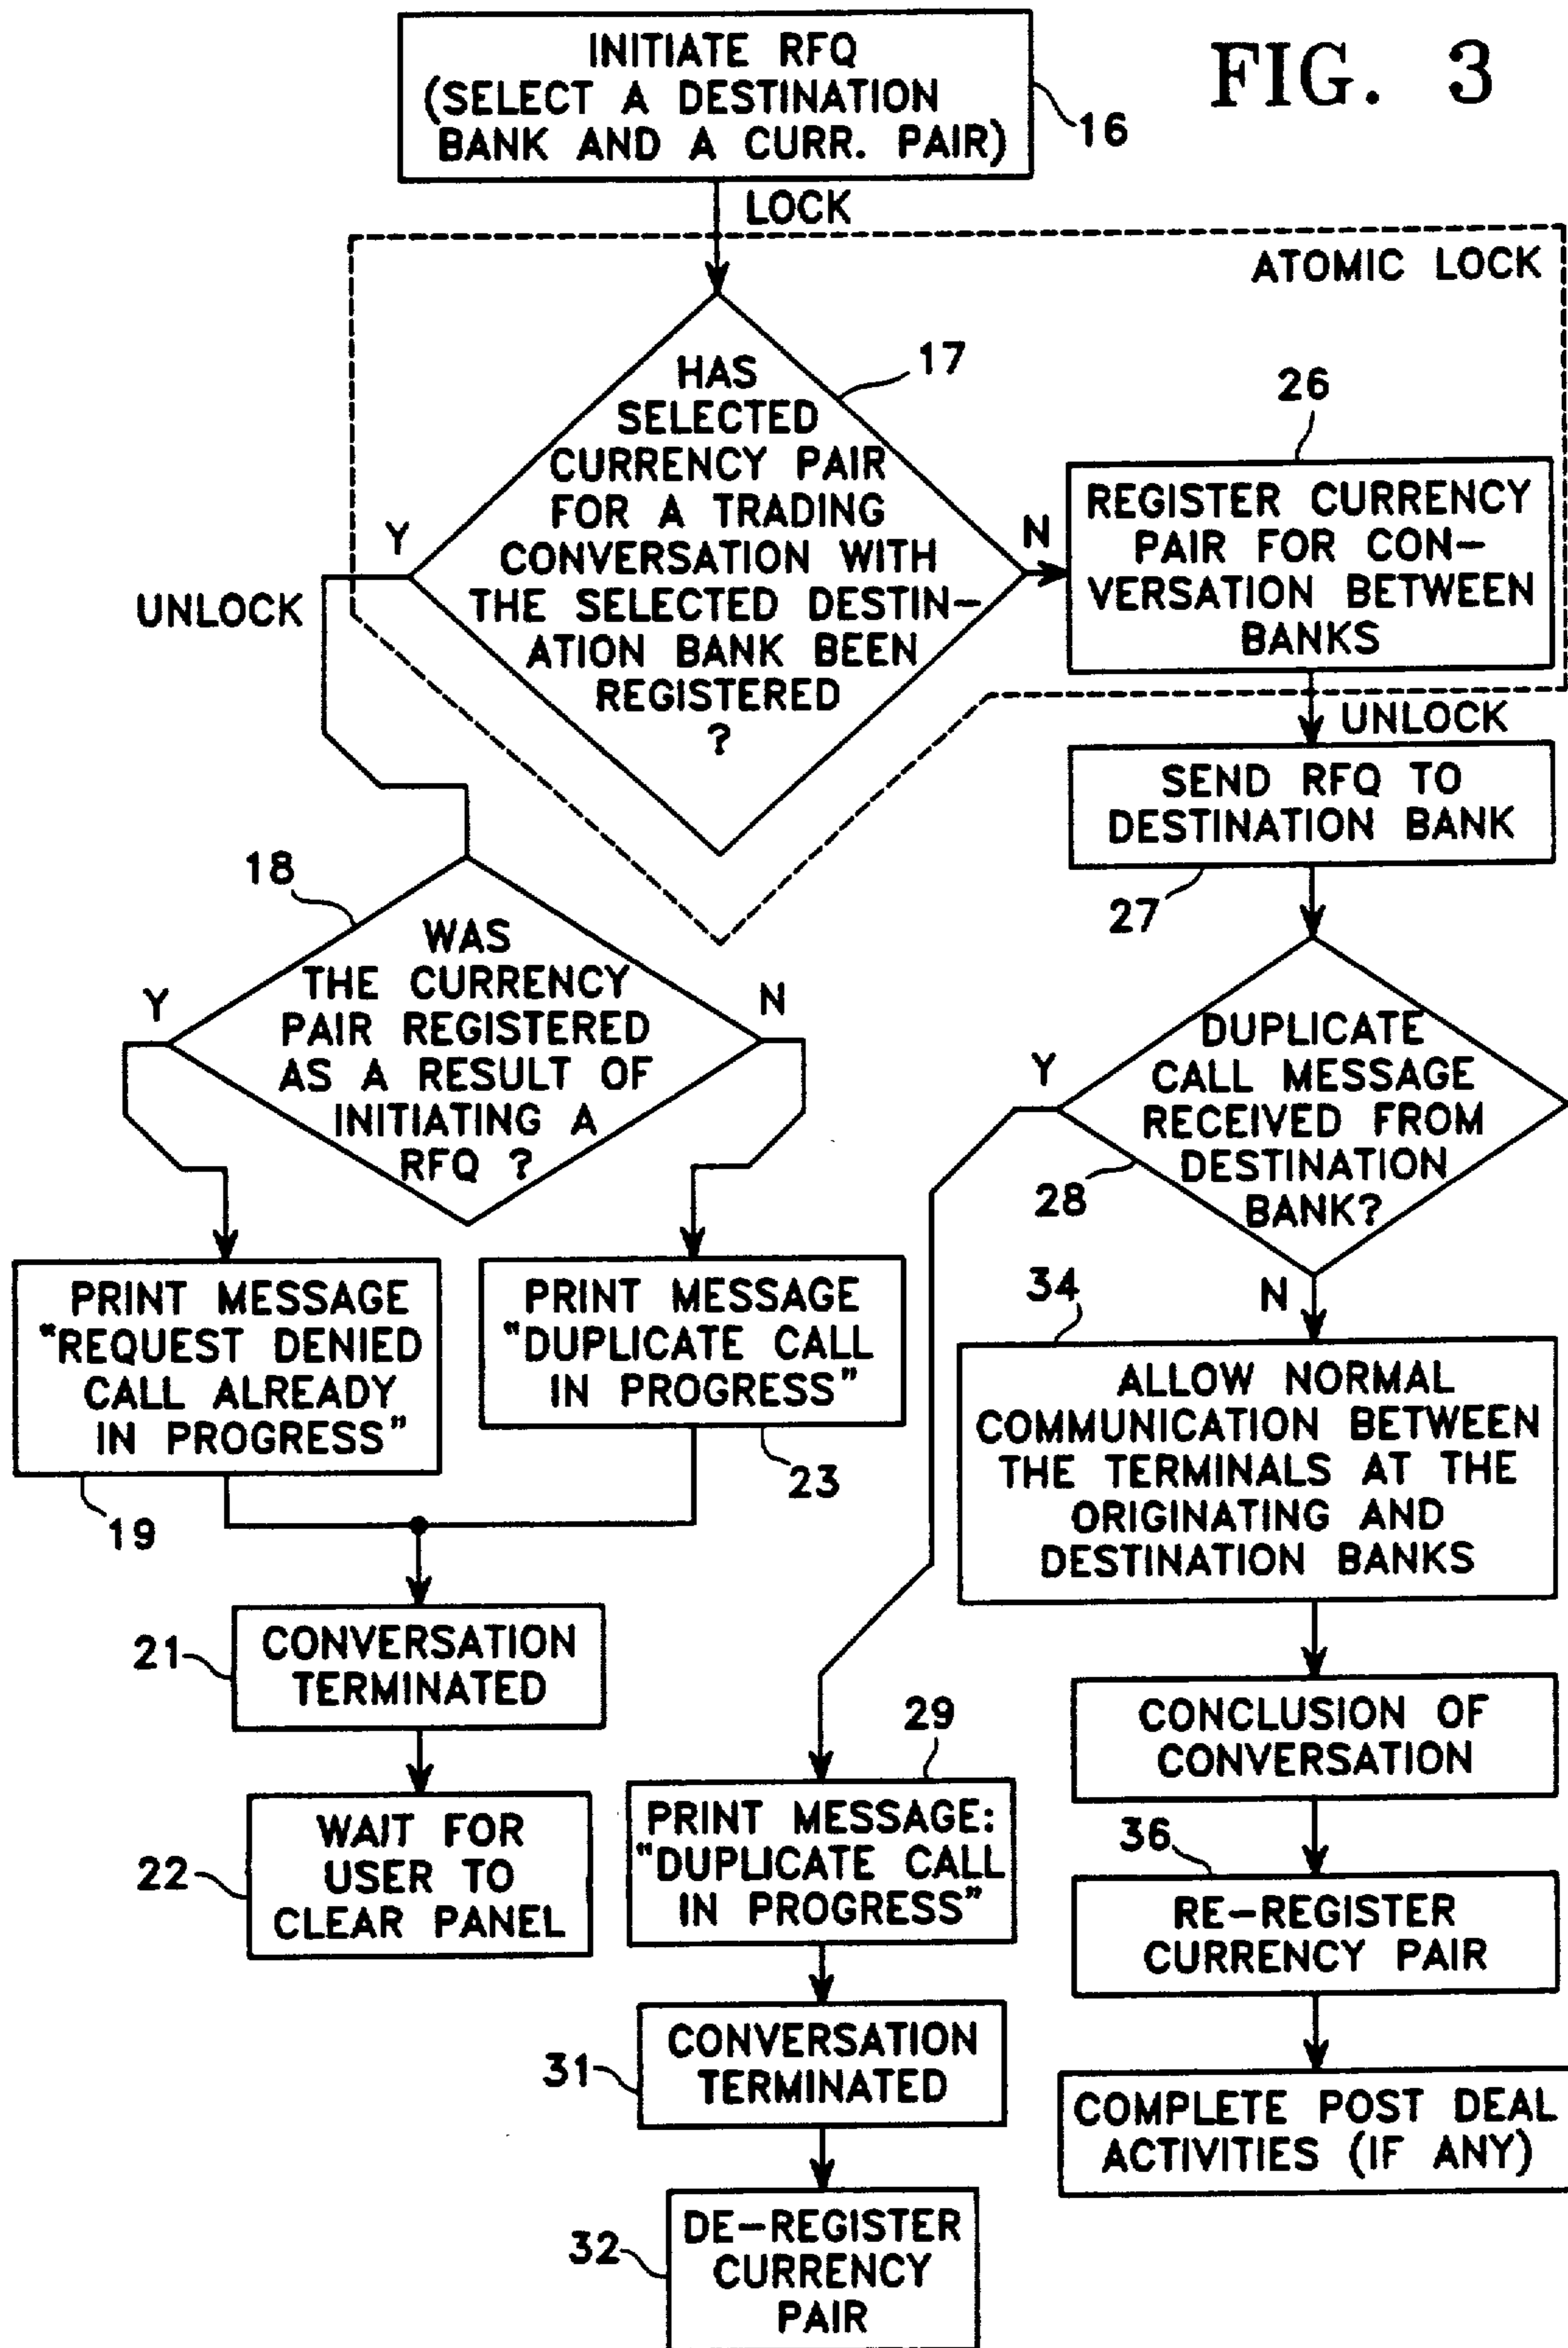 FIG. 3
INITIATE RFQ
(SELECT A DESTINATION
BANK AND A CURR. PAIR)
16
LOCK
ATOMIC LOCK
HAS
SELECTED
CURRENCY PAIR
FOR A TRADING
CONVERSATION WITH
THE SELECTED DESTIN-
ATION BANK BEEN
REGISTERED
?
17
Y
UNLOCK
N
26
REGISTER CURRENCY
PAIR FOR CON-
VERSATION BETWEEN
BANKS
UNLOCK
SEND RFQ TO
DESTINATION BANK
27
18
WAS
THE CURRENCY
PAIR REGISTERED
AS A RESULT OF
INITIATING A
RFQ ?
Y
N
DUPLICATE
CALL MESSAGE
RECEIVED FROM
DESTINATION
BANK?
Y
28
N
PRINT MESSAGE
"REQUEST DENIED
CALL ALREADY
IN PROGRESS"
19
PRINT MESSAGE
"DUPLICATE CALL
IN PROGRESS"
23
34
ALLOW NORMAL
COMMUNICATION BETWEEN
THE TERMINALS AT THE
ORIGINATING AND
DESTINATION BANKS
21
CONVERSATION
TERMINATED
22
WAIT FOR
USER TO
CLEAR PANEL
29
PRINT MESSAGE:
"DUPLICATE CALL
IN PROGRESS"
31
CONVERSATION
TERMINATED
32
DE-REGISTER
CURRENCY
PAIR
CONCLUSION OF
CONVERSATION
36
RE-REGISTER
CURRENCY PAIR
COMPLETE POST DEAL
ACTIVITIES (IF ANY)